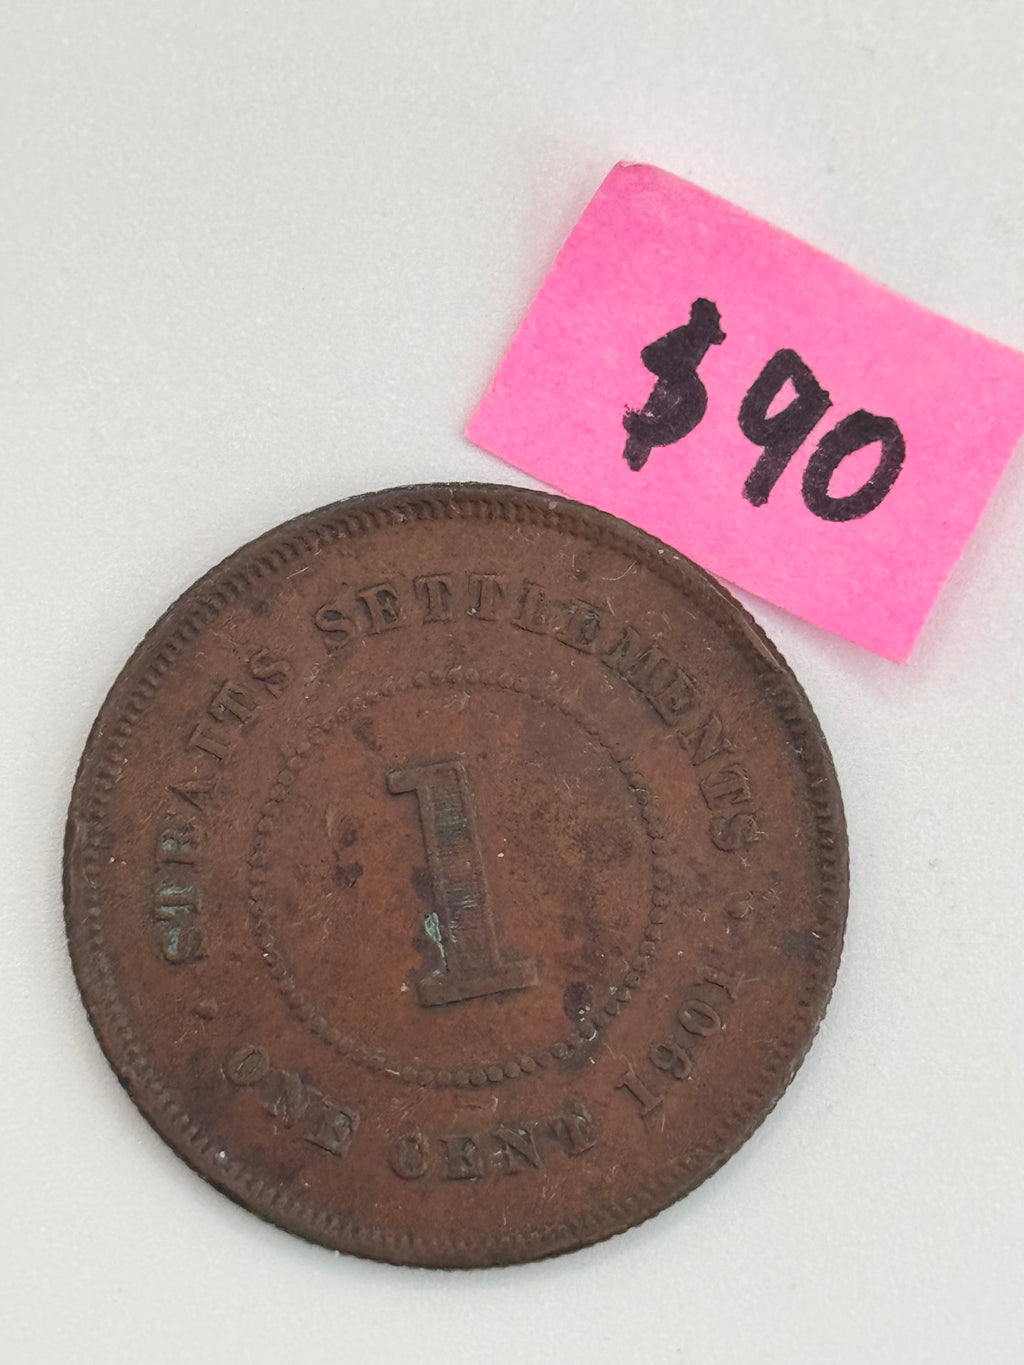 $90
STRAITS SETTLEMENTS
1
ONE CENT 1901